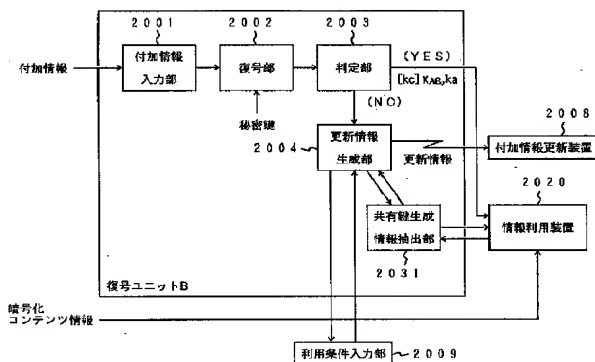 2001
2002
2003
付加情報
付加情報
入力部
復号部
判定部
(YES)
[kc]KAB,ka
秘密鍵
(NO)
2004
更新情報
生成部
更新情報
2008
付加情報更新装置
2020
情報利用装置
共有鍵生成
情報抽出部
2031
復号ユニットB
暗号化
コンテンツ情報
利用条件入力部
2009